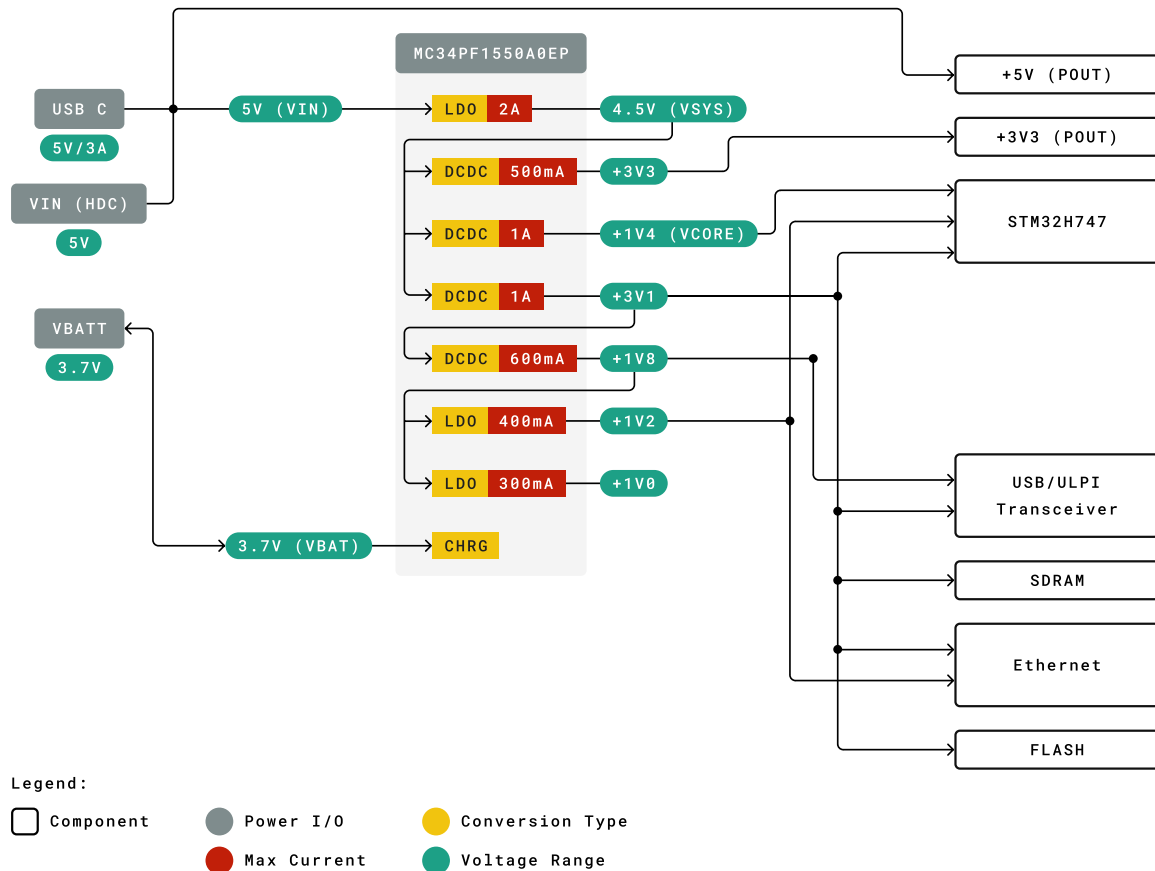 MC34PF1550A0EP
+5V (POUT)
USB C
5V (VIN)
LDO 2A
4.5V (VSYS)
5V/3A
+3V3 (POUT)
DCDC 500mA
+3V3
VIN (HDC)
5V
DCDC 1A
+1V4 (VCORE)
STM32H747
DCDC 1A
+3V1
VBATT
3.7V
DCDC 600mA
+1V8
LDO 400mA
+1V2
LDO 300mA
+1V0
USB/ULPI
Transceiver
3.7V (VBAT)
CHRG
SDRAM
Ethernet
FLASH
Legend:
Component
Power I/O
Conversion Type
Max Current
Voltage Range